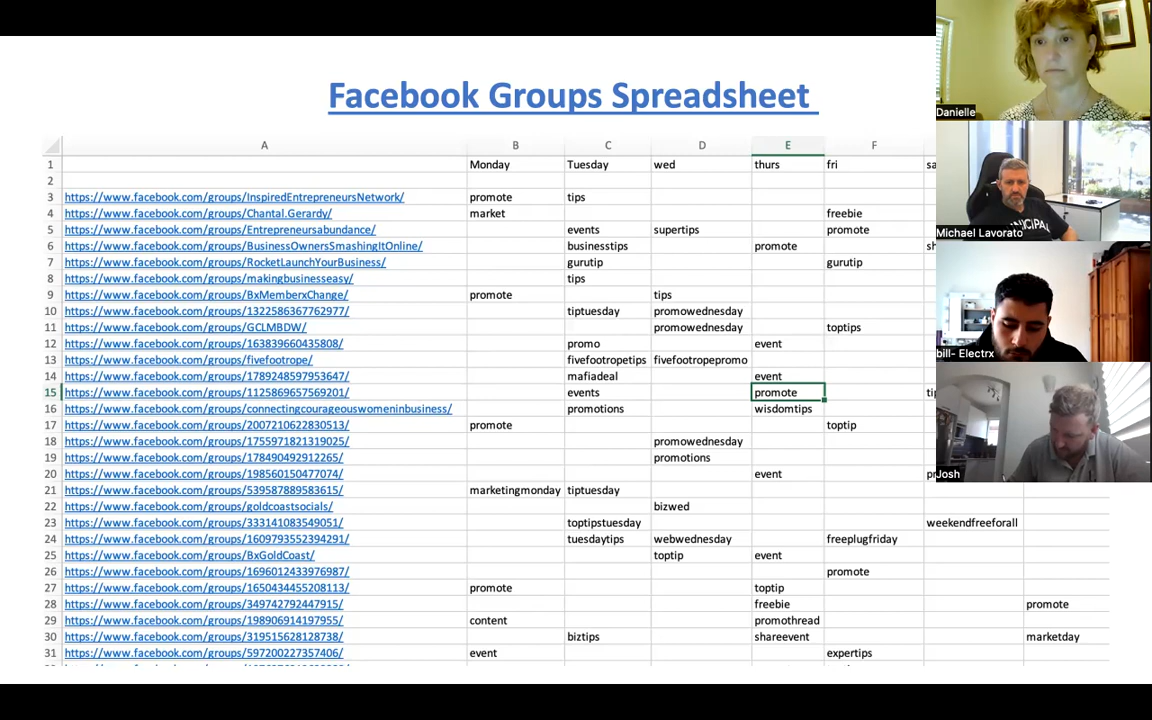 Facebook Groups Spreadsheet
A B C D E F
1 Monday Tuesday wed thurs fri sa
2
3 https://www.facebook.com/groups/InspiredEntrepreneursNetwork/ promote tips
4 https://www.facebook.com/groups/Chantal.Gerardy/ market freebie
5 https://www.facebook.com/groups/Entrepreneursabundance/ events supertips promote
6 https://www.facebook.com/groups/BusinessOwnersSmashingItOnline/ businesstips promote sh
7 https://www.facebook.com/groups/RocketLaunchYourBusiness/ gurutip gurutip
8 https://www.facebook.com/groups/makingbusinesseasy/ tips
9 https://www.facebook.com/groups/BxMemberxChange/ promote tips
10 https://www.facebook.com/groups/1322586367762977/ tiptuesday promowednesday
11 https://www.facebook.com/groups/GCLMBDW/ promowednesday toptips
12 https://www.facebook.com/groups/163839660435808/ promo event
13 https://www.facebook.com/groups/fivefootrope/ fivefootropetips fivefootropepromo
14 https://www.facebook.com/groups/1789248597953647/ mafiadeal event
15 https://www.facebook.com/groups/1125869657569201/ events promote tip
16 https://www.facebook.com/groups/connectingcourageouswomeninbusiness/ promotions wisdomtips
17 https://www.facebook.com/groups/2007210622830513/ promote toptip
18 https://www.facebook.com/groups/1755971821319025/ promowednesday
19 https://www.facebook.com/groups/178490492912265/ promotions
20 https://www.facebook.com/groups/198560150477074/ event
21 https://www.facebook.com/groups/539587889583615/ marketingmonday tiptuesday
22 https://www.facebook.com/groups/goldcoastsocials/ bizwed
23 https://www.facebook.com/groups/333141083549051/ toptipstuesday weekendfreeforall
24 https://www.facebook.com/groups/1609793552394291/ tuesdaytips webwednesday freeplugfriday
25 https://www.facebook.com/groups/BxGoldCoast/ toptip event
26 https://www.facebook.com/groups/1696012433976987/ promote
27 https://www.facebook.com/groups/1650434455208113/ promote toptip
28 https://www.facebook.com/groups/349742792447915/ freebie promote
29 https://www.facebook.com/groups/198906914197955/ content promothread
30 https://www.facebook.com/groups/319515628128738/ biztips shareevent marketday
31 https://www.facebook.com/groups/597200227357406/ event expertips
Danielle
Michael Lavorato
bill- Electrx
Josh